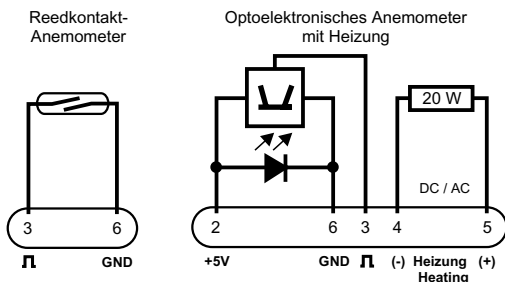 Reedkontakt-
Anemometer
3 6
⎍ GND
Optoelektronisches Anemometer
mit Heizung
20 W
DC / AC
2 6 3 4 5
+5V GND ⎍ (-) Heizung (+)
Heating